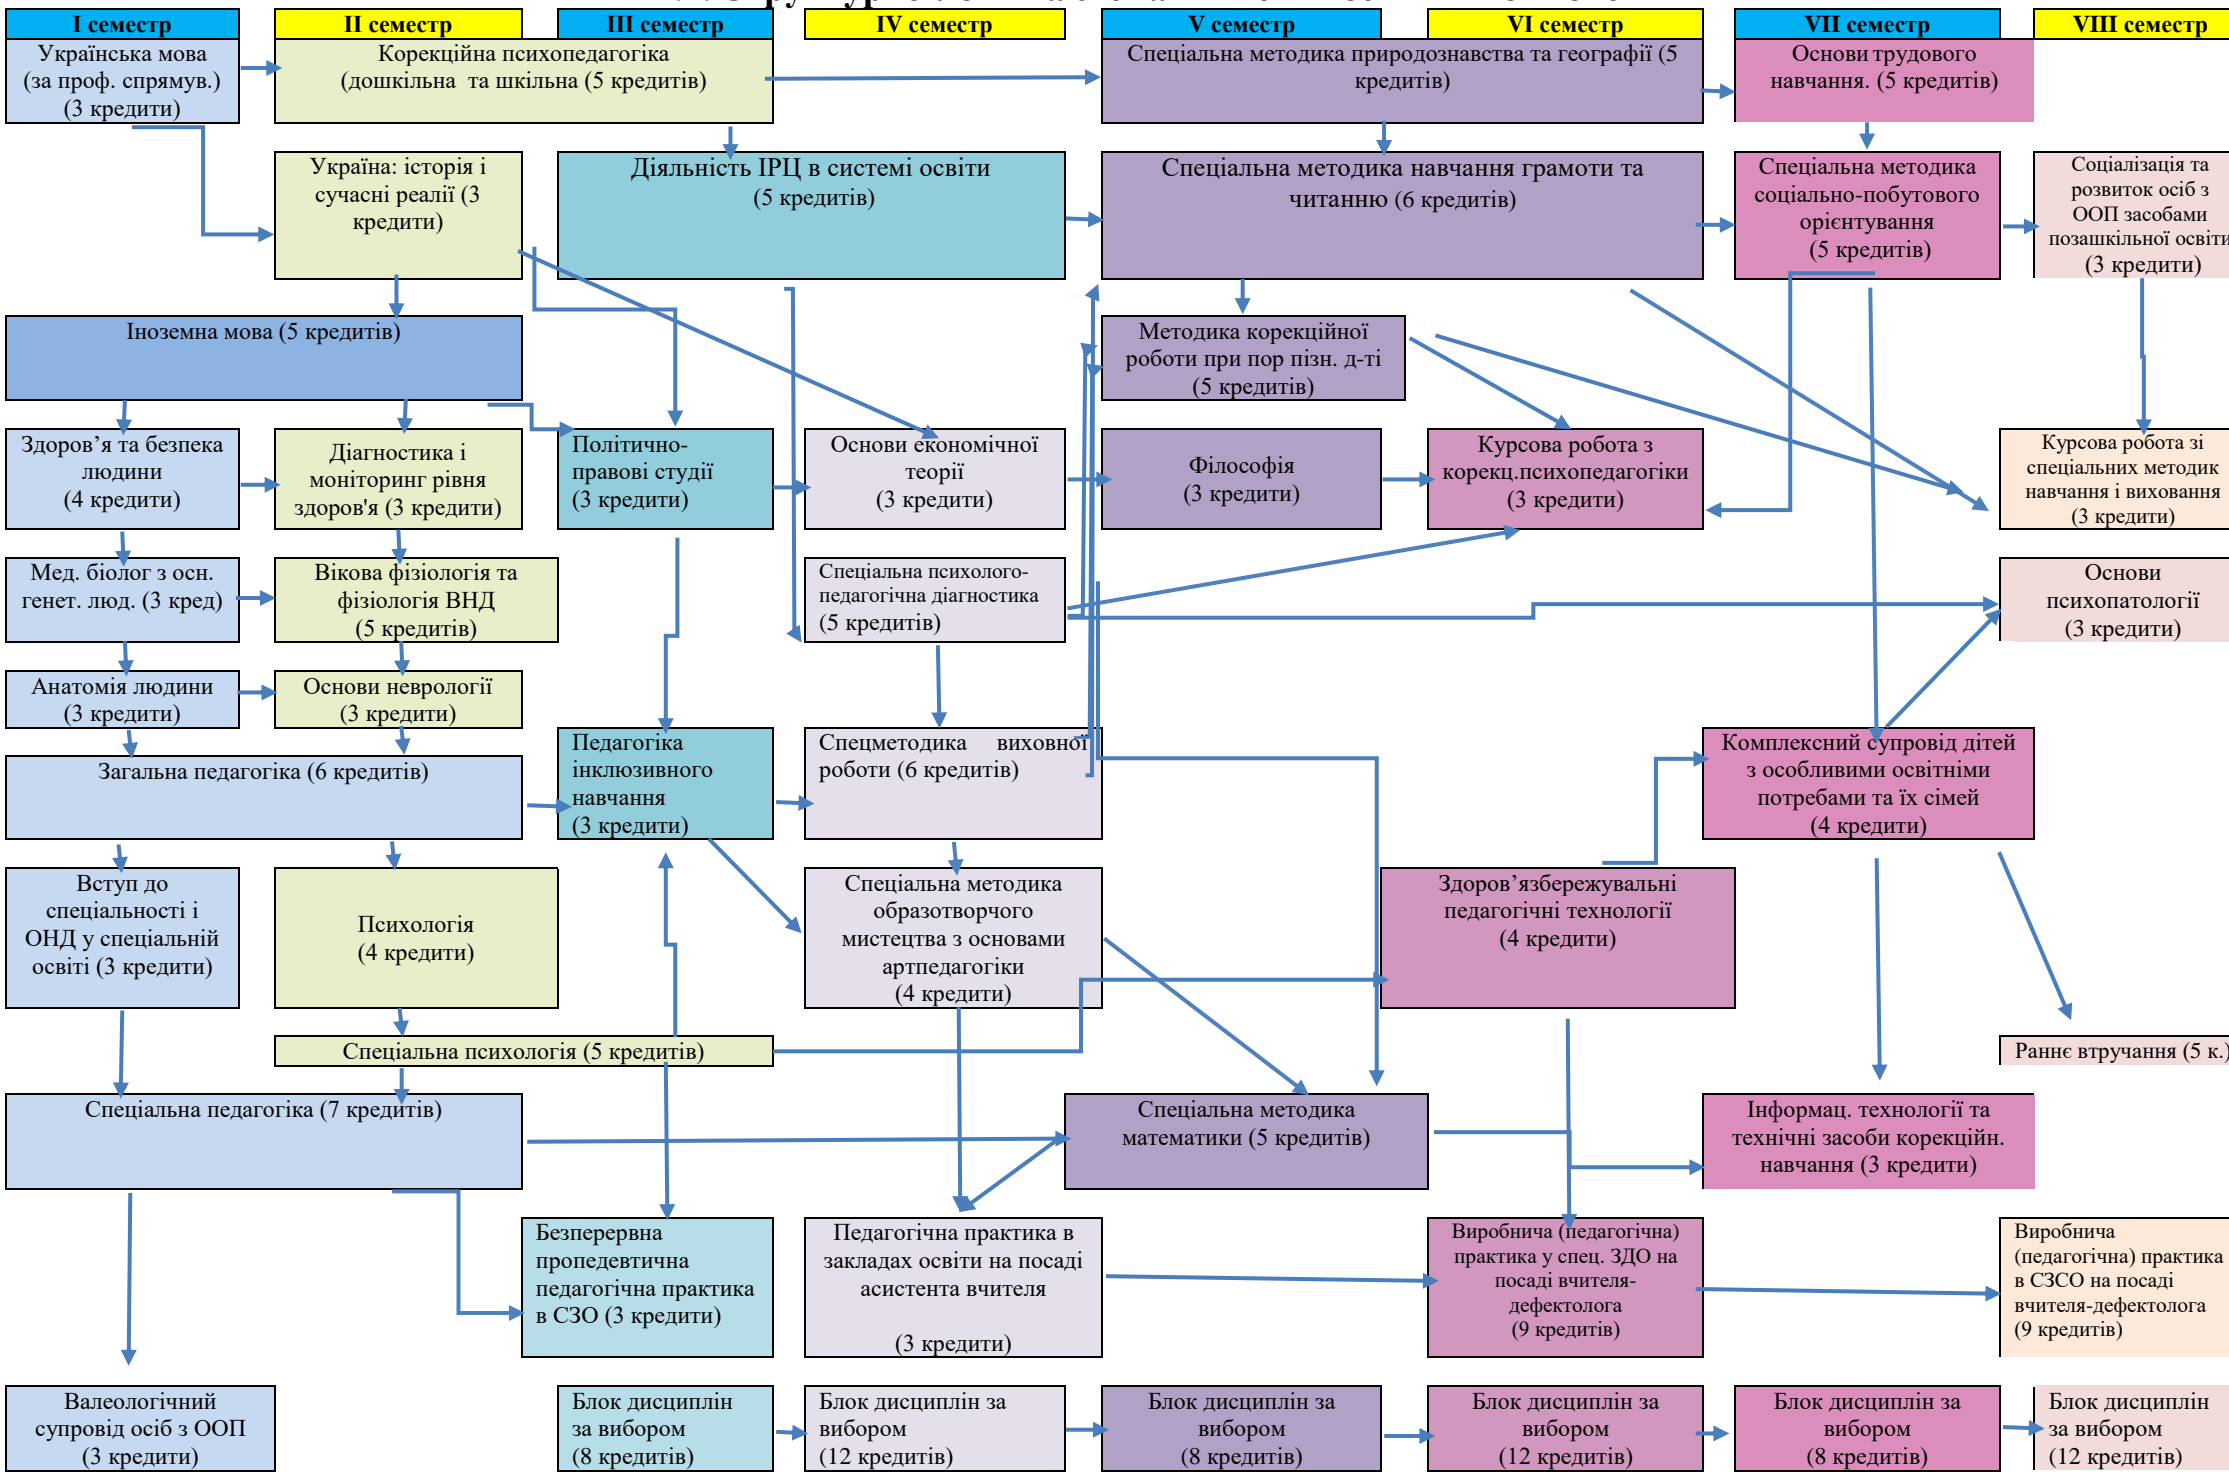 I семестр
II семестр
III семестр
IV семестр
V семестр
VI семестр
VII семестр
VIII семестр
Українська мова
(за проф. спрямув.)
(3 кредити)
Корекційна психопедагогіка
(дошкільна та шкільна (5 кредитів)
Спеціальна методика природознавства та географії (5
кредитів)
Основи трудового
навчання. (5 кредитів)
Україна: історія і
сучасні реалії (3
кредити)
Діяльність ІРЦ в системі освіти
(5 кредитів)
Спеціальна методика навчання грамоти та
читанню (6 кредитів)
Спеціальна методика
соціально-побутового
орієнтування
(5 кредитів)
Соціалізація та
розвиток осіб з
ООП засобами
позашкільної освіти
(3 кредити)
Іноземна мова (5 кредитів)
Методика корекційної
роботи при пор пізн. д-ті
(5 кредитів)
Здоров’я та безпека
людини
(4 кредити)
Діагностика і
моніторинг рівня
здоров'я (3 кредити)
Політично-
правові студії
(3 кредити)
Основи економічної
теорії
(3 кредити)
Філософія
(3 кредити)
Курсова робота з
корекц.психопедагогіки
(3 кредити)
Курсова робота зі
спеціальних методик
навчання і виховання
(3 кредити)
Мед. біолог з осн.
генет. люд. (3 кред)
Вікова фізіологія та
фізіологія ВНД
(5 кредитів)
Спеціальна психолого-
педагогічна діагностика
(5 кредитів)
Основи
психопатології
(3 кредити)
Анатомія людини
(3 кредити)
Основи неврології
(3 кредити)
Загальна педагогіка (6 кредитів)
Педагогіка
інклюзивного
навчання
(3 кредити)
Спецметодика виховної
роботи (6 кредитів)
Комплексний супровід дітей
з особливими освітніми
потребами та їх сімей
(4 кредити)
Вступ до
спеціальності і
ОНД у спеціальній
освіті (3 кредити)
Психологія
(4 кредити)
Спеціальна методика
образотворчого
мистецтва з основами
артпедагогіки
(4 кредити)
Здоров’язбережувальні
педагогічні технології
(4 кредити)
Спеціальна психологія (5 кредитів)
Раннє втручання (5 к.)
Спеціальна педагогіка (7 кредитів)
Спеціальна методика
математики (5 кредитів)
Інформац. технології та
технічні засоби корекційн.
навчання (3 кредити)
Безперервна
пропедевтична
педагогічна практика
в СЗО (3 кредити)
Педагогічна практика в
закладах освіти на посаді
асистента вчителя
(3 кредити)
Виробнича (педагогічна)
практика у спец. ЗДО на
посаді вчителя-
дефектолога
(9 кредитів)
Виробнича
(педагогічна) практика
в СЗСО на посаді
вчителя-дефектолога
(9 кредитів)
Валеологічний
супровід осіб з ООП
(3 кредити)
Блок дисциплін
за вибором
(8 кредитів)
Блок дисциплін за
вибором
(12 кредитів)
Блок дисциплін за
вибором
(8 кредитів)
Блок дисциплін за
вибором
(12 кредитів)
Блок дисциплін за
вибором
(8 кредитів)
Блок дисциплін
за вибором
(12 кредитів)